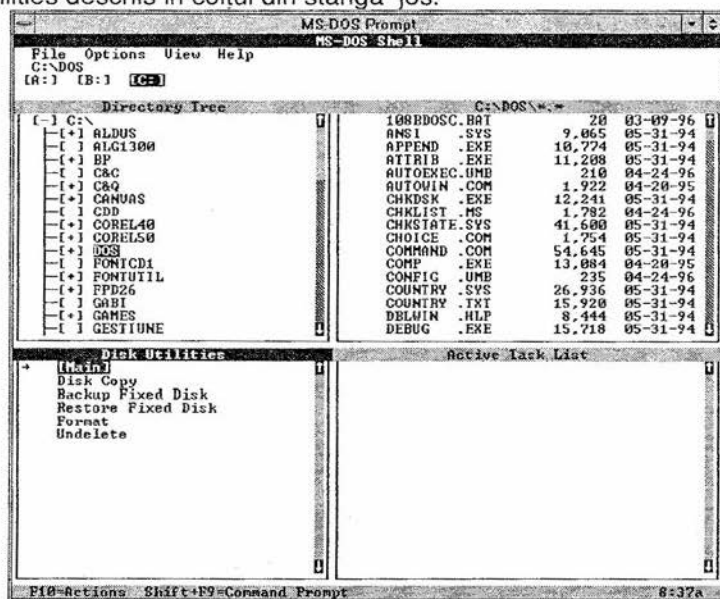 deschis în colțul din stânga jos.
MS-DOS Prompt
MS-DOS Shell
File Options View Help
C:\DOS
[A:] [B:] [C:]
Directory Tree
[-] C:\
[+] ALDUS
[ ] ALG1300
[+] BP
[ ] C&C
[ ] C&Q
[+] CANVAS
[ ] CDD
[+] COREL40
[+] COREL50
[+] DOS
[ ] FONTCD1
[+] FONTUTIL
[+] FPD26
[ ] GABI
[+] GAMES
[ ] GESTIUNE
C:\DOS\*.*
108BDOSC.BAT 20 03-09-96
ANSI .SYS 9,065 05-31-94
APPEND .EXE 10,774 05-31-94
ATTRIB .EXE 11,208 05-31-94
AUTOEXEC.UMB 210 04-24-96
AUTOWIN .COM 1,922 04-20-95
CHKDSK .EXE 12,241 05-31-94
CHKLIST .MS 1,782 04-24-96
CHKSTATE.SYS 41,600 05-31-94
CHOICE .COM 1,754 05-31-94
COMMAND .COM 54,645 05-31-94
COMP .EXE 13,084 04-20-95
CONFIG .UMB 235 04-24-96
COUNTRY .SYS 26,936 05-31-94
COUNTRY .TXT 15,920 05-31-94
DBLWIN .HLP 8,444 05-31-94
DEBUG .EXE 15,718 05-31-94
Disk Utilities
[Main]
Disk Copy
Backup Fixed Disk
Restore Fixed Disk
Format
Undelete
Active Task List
F10=Actions Shift+F9=Command Prompt 8:37a